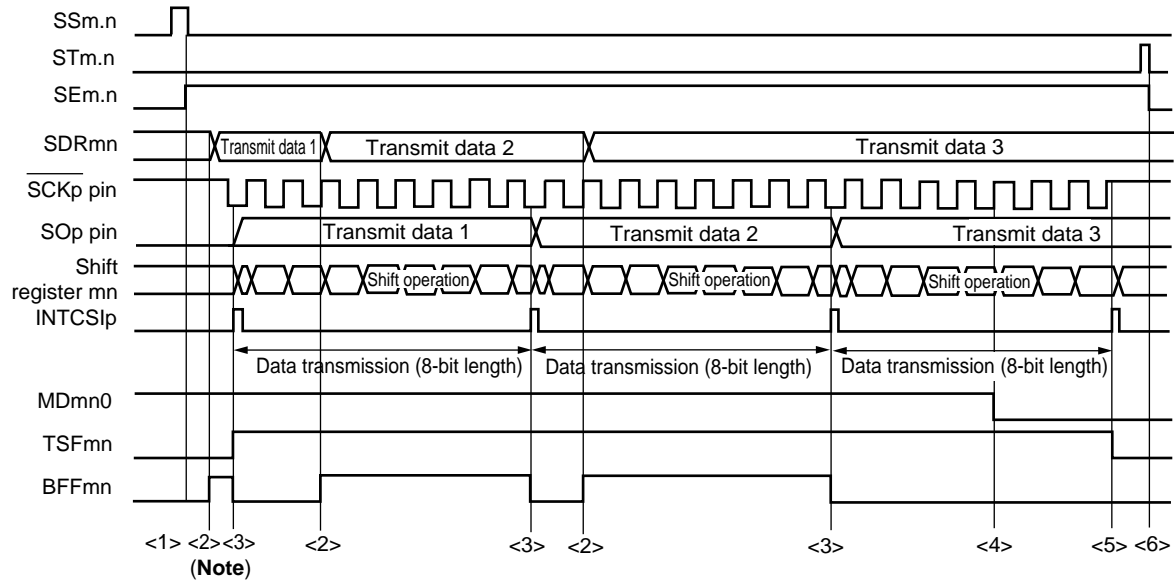 SSm.n
STm.n
SEm.n
SDRmn Transmit data 1 Transmit data 2 Transmit data 3
SCKp pin
SOp pin Transmit data 1 Transmit data 2 Transmit data 3
Shift
register mn Shift operation Shift operation Shift operation
INTCSIp
Data transmission (8-bit length) Data transmission (8-bit length) Data transmission (8-bit length)
MDmn0
TSFmn
BFFmn
<1> <2> <3> <2> <3> <2> <3> <4> <5> <6>
(Note)